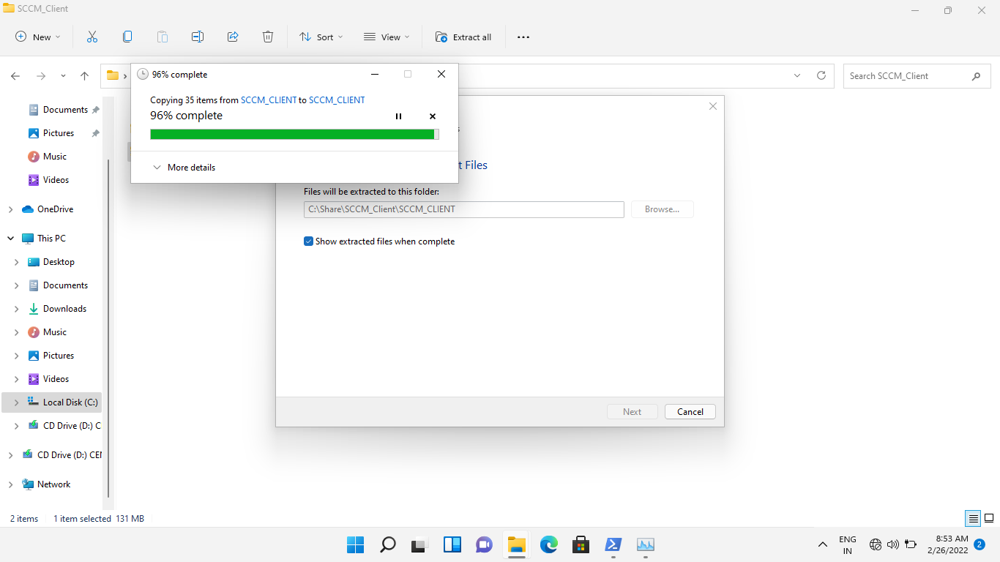 SCCM_Client
New
Sort
View
Extract all
Search SCCM_Client
96% complete
Copying 35 items from SCCM_CLIENT to SCCM_CLIENT
96% complete
More details
t Files
Files will be extracted to this folder:
C:\Share\SCCM_Client\SCCM_CLIENT
Browse...
Show extracted files when complete
Next
Cancel
Documents
Pictures
Music
Videos
OneDrive
This PC
Desktop
Documents
Downloads
Music
Pictures
Videos
Local Disk (C:)
CD Drive (D:) C
CD Drive (D:) CEN
Network
2 items 1 item selected 131 MB
ENG
IN
8:53 AM
2/26/2022
2